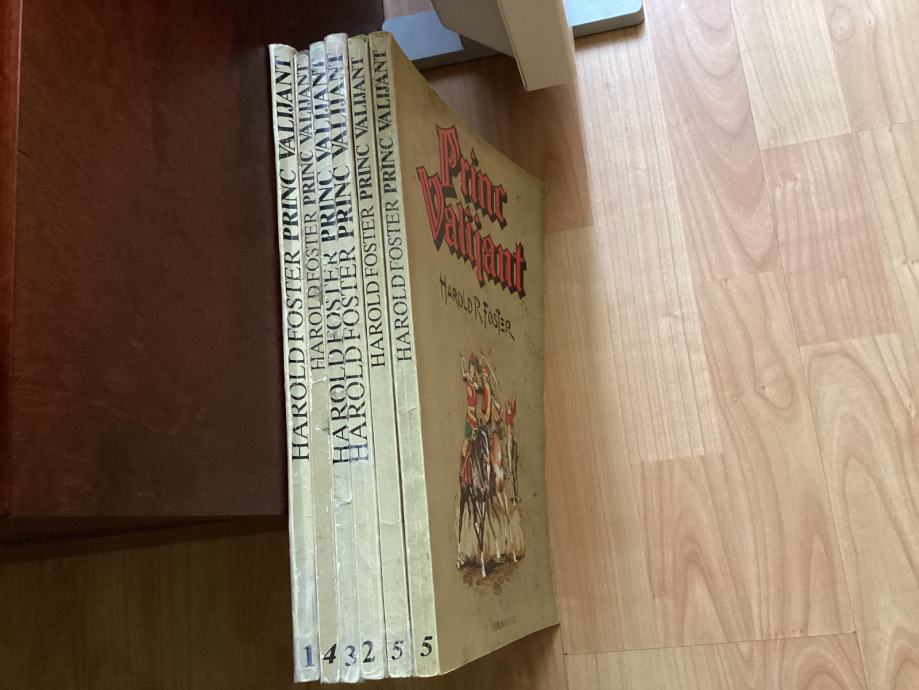 HAROLD FOSTER PRINC VALIJANT 1
HAROLD FOSTER PRINC VALIJANT 4
HAROLD FOSTER PRINC VALIJANT 3
HAROLD FOSTER PRINC VALIJANT 2
HAROLD FOSTER PRINC VALIJANT 5
HAROLD FOSTER PRINC VALIJANT 5
Princ
Valijant
HAROLD R FOSTER